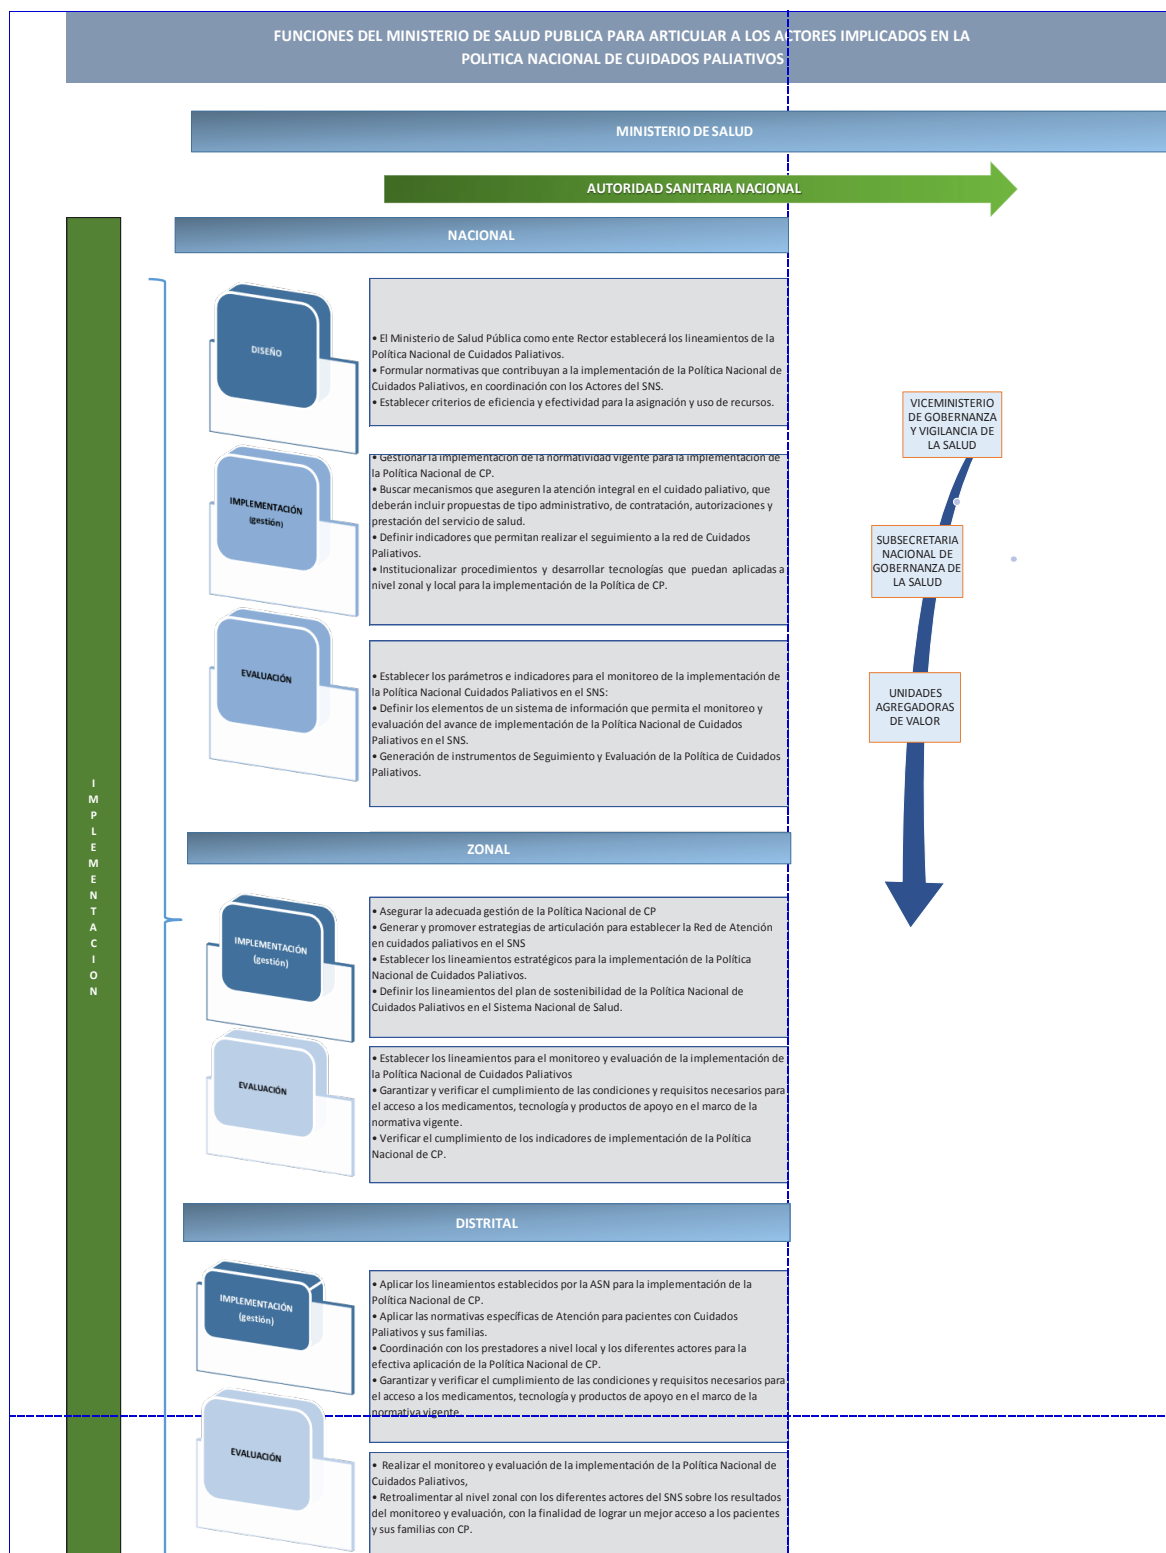 FUNCIONES DEL MINISTERIO DE SALUD PUBLICA PARA ARTICULAR A LOS ACTORES IMPLICADOS EN LA
POLITICA NACIONAL DE CUIDADOS PALIATIVOS
MINISTERIO DE SALUD
AUTORIDAD SANITARIA NACIONAL
IMPLEMENTACION
NACIONAL
DISEÑO
• El Ministerio de Salud Pública como ente Rector establecerá los lineamientos de la
Política Nacional de Cuidados Paliativos.
• Formular normativas que contribuyan a la implementación de la Política Nacional de
Cuidados Paliativos, en coordinación con los Actores del SNS.
• Establecer criterios de eficiencia y efectividad para la asignación y uso de recursos.
IMPLEMENTACIÓN
(gestión)
• Gestionar la implementación de la normatividad vigente para la implementación de
la Política Nacional de CP.
• Buscar mecanismos que aseguren la atención integral en el cuidado paliativo, que
deberán incluir propuestas de tipo administrativo, de contratación, autorizaciones y
prestación del servicio de salud.
• Definir indicadores que permitan realizar el seguimiento a la red de Cuidados
Paliativos.
• Institucionalizar procedimientos y desarrollar tecnologías que puedan aplicadas a
nivel zonal y local para la implementación de la Política de CP.
EVALUACIÓN
• Establecer los parámetros e indicadores para el monitoreo de la implementación de
la Política Nacional Cuidados Paliativos en el SNS:
• Definir los elementos de un sistema de información que permita el monitoreo y
evaluación del avance de implementación de la Política Nacional de Cuidados
Paliativos en el SNS.
• Generación de instrumentos de Seguimiento y Evaluación de la Política de Cuidados
Paliativos.
VICEMINISTERIO
DE GOBERNANZA
Y VIGILANCIA DE
LA SALUD
SUBSECRETARIA
NACIONAL DE
GOBERNANZA DE
LA SALUD
UNIDADES
AGREGADORAS
DE VALOR
ZONAL
IMPLEMENTACIÓN
(gestión)
• Asegurar la adecuada gestión de la Política Nacional de CP
• Generar y promover estrategias de articulación para establecer la Red de Atención
en cuidados paliativos en el SNS
• Establecer los lineamientos estratégicos para la implementación de la Política
Nacional de Cuidados Paliativos.
• Definir los lineamientos del plan de sostenibilidad de la Política Nacional de
Cuidados Paliativos en el Sistema Nacional de Salud.
EVALUACIÓN
• Establecer los lineamientos para el monitoreo y evaluación de la implementación de
la Política Nacional de Cuidados Paliativos
• Garantizar y verificar el cumplimiento de las condiciones y requisitos necesarios para
el acceso a los medicamentos, tecnología y productos de apoyo en el marco de la
normativa vigente.
• Verificar el cumplimiento de los indicadores de implementación de la Política
Nacional de CP.
DISTRITAL
IMPLEMENTACIÓN
(gestión)
• Aplicar los lineamientos establecidos por la ASN para la implementación de la
Política Nacional de CP.
• Aplicar las normativas específicas de Atención para pacientes con Cuidados
Paliativos y sus familias.
• Coordinación con los prestadores a nivel local y los diferentes actores para la
efectiva aplicación de la Política Nacional de CP.
• Garantizar y verificar el cumplimiento de las condiciones y requisitos necesarios para
el acceso a los medicamentos, tecnología y productos de apoyo en el marco de la
normativa vigente.
EVALUACIÓN
• Realizar el monitoreo y evaluación de la implementación de la Política Nacional de
Cuidados Paliativos,
• Retroalimentar al nivel zonal con los diferentes actores del SNS sobre los resultados
del monitoreo y evaluación, con la finalidad de lograr un mejor acceso a los pacientes
y sus familias con CP.